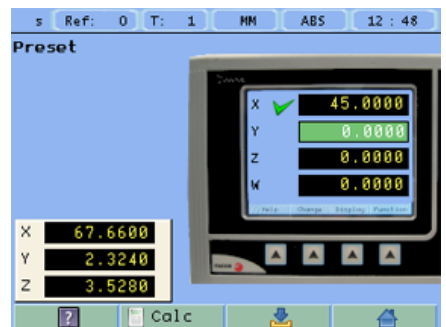 s Ref: 0 T: 1 MM ABS 12 : 48
Preset
X 45.0000
Y 0.0000
Z 0.0000
W 0.0000
Help Change Display Function
FAGOR
X 67.6600
Y 2.3240
Z 3.5280
? Calc